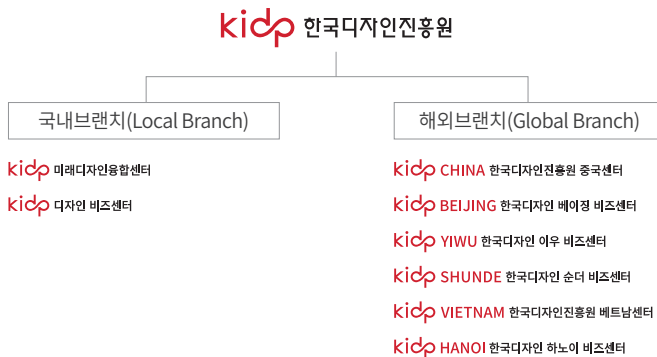 kidp 한국디자인진흥원
국내브랜치(Local Branch)
kidp 미래디자인융합센터
kidp 디자인 비즈센터
해외브랜치(Global Branch)
kidp CHINA 한국디자인진흥원 중국센터
kidp BEIJING 한국디자인 베이징 비즈센터
kidp YIWU 한국디자인 이우 비즈센터
kidp SHUNDE 한국디자인 순더 비즈센터
kidp VIETNAM 한국디자인진흥원 베트남센터
kidp HANOI 한국디자인 하노이 비즈센터